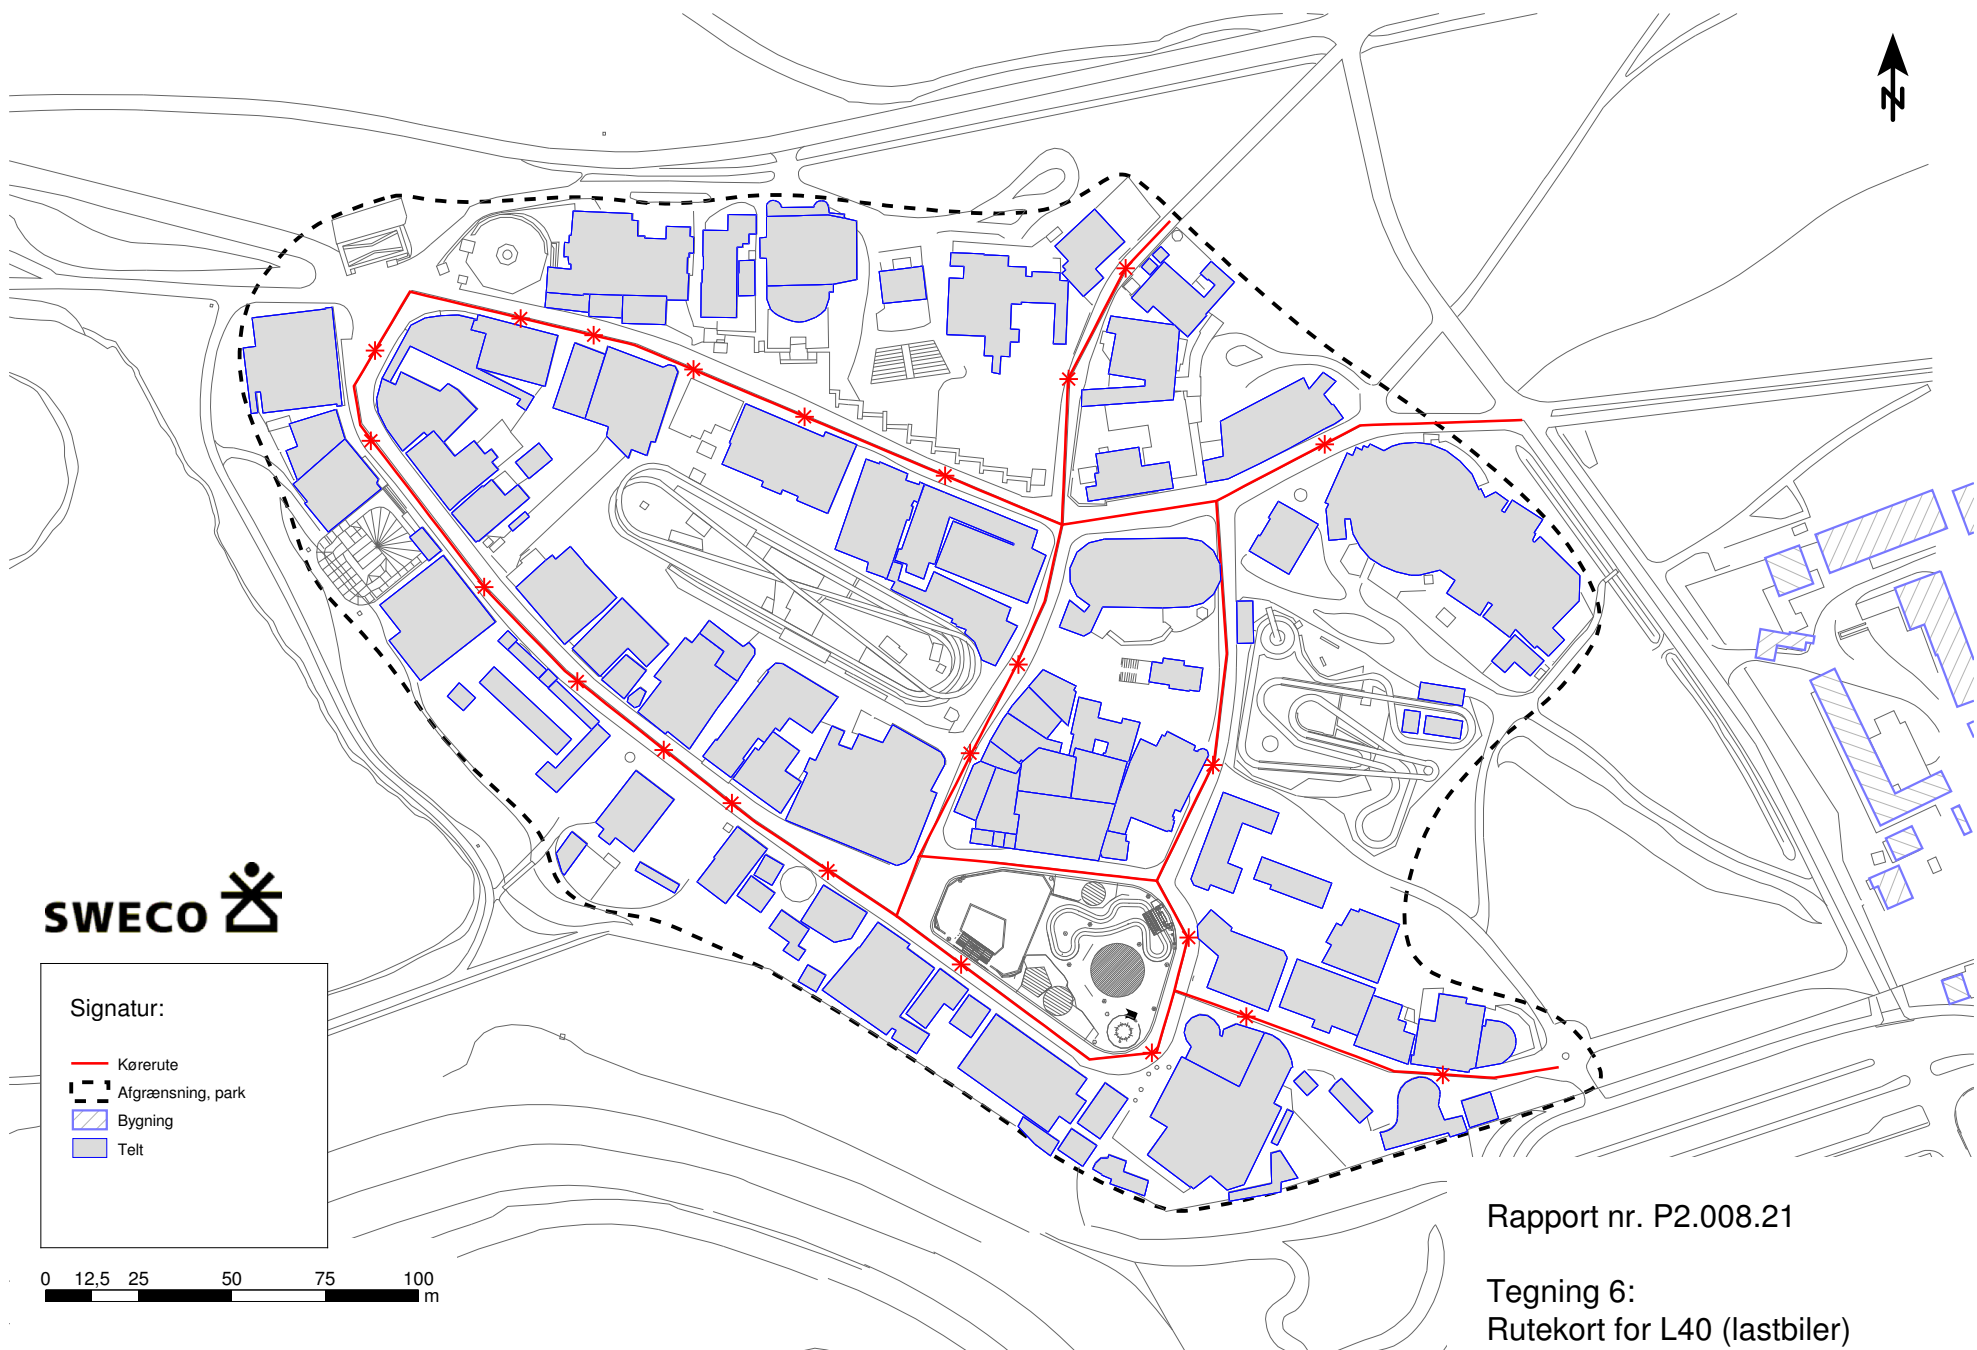 N
SWECO
Signatur:
Kørerute
Afgrænsning, park
Bygning
Telt
0 12,5 25 50 75 100
m
Rapport nr. P2.008.21
Tegning 6:
Rutekort for L40 (lastbiler)